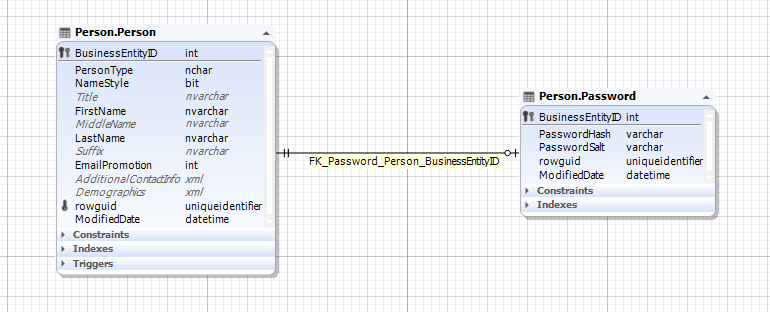 Person.Person
BusinessEntityID int
PersonType nchar
NameStyle bit
Title nvarchar
FirstName nvarchar
MiddleName nvarchar
LastName nvarchar
Suffix nvarchar
EmailPromotion int
AdditionalContactInfo xml
Demographics xml
rowguid uniqueidentifier
ModifiedDate datetime
Constraints
Indexes
Triggers
FK_Password_Person_BusinessEntityID
Person.Password
BusinessEntityID int
PasswordHash varchar
PasswordSalt varchar
rowguid uniqueidentifier
ModifiedDate datetime
Constraints
Indexes